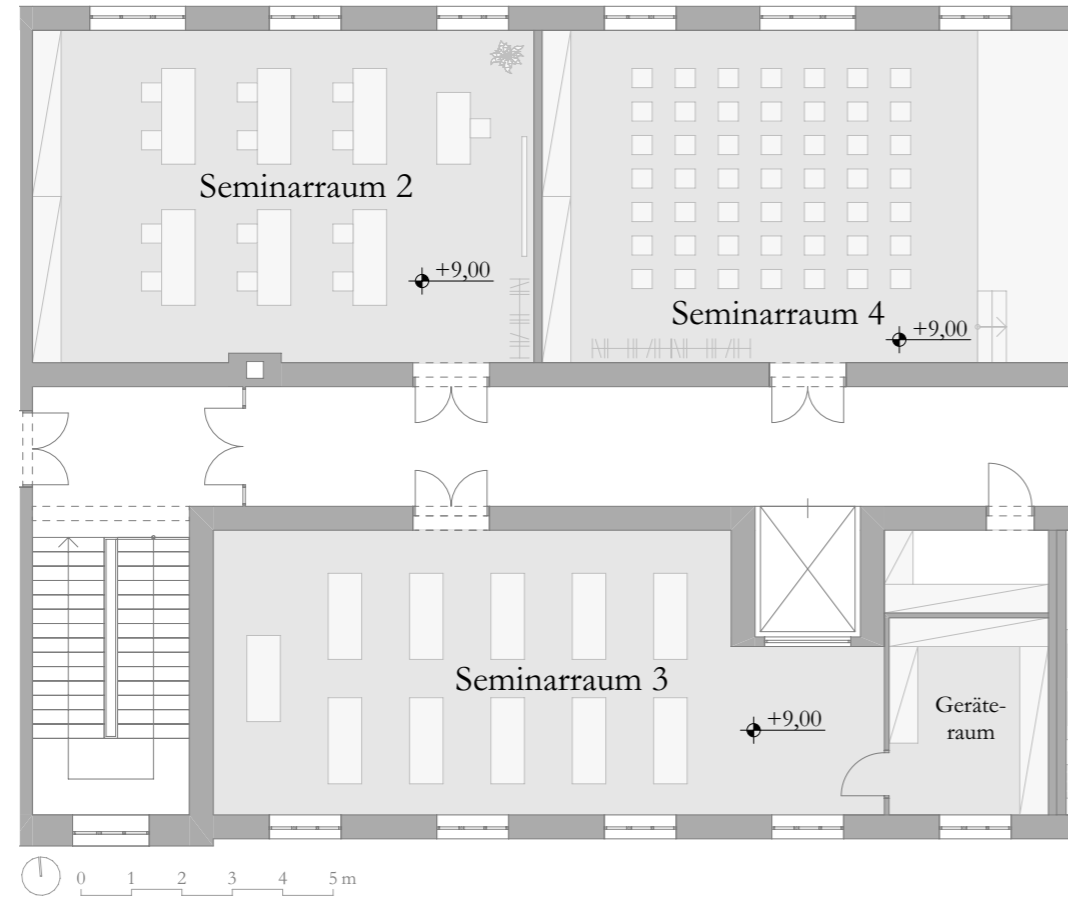 Seminarraum 2
+9,00
Seminarraum 4
+9,00
Seminarraum 3
+9,00
Geräte-
raum
0 1 2 3 4 5 m